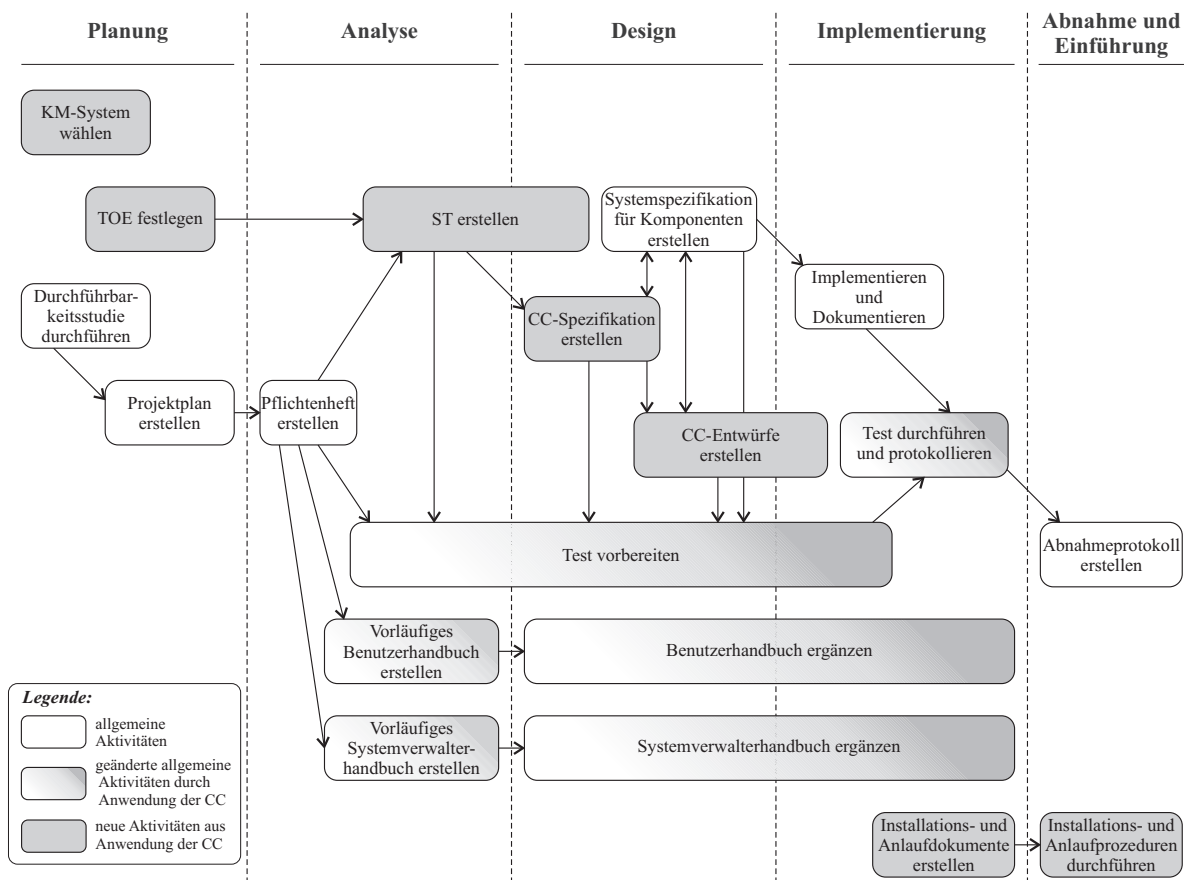 Planung
Analyse
Design
Implementierung
Abnahme und
Einführung
KM-System
wählen
TOE festlegen
ST erstellen
Systemspezifikation
für Komponenten
erstellen
Durchführbar-
keitsstudie
durchführen
CC-Spezifikation
erstellen
Implementieren
und
Dokumentieren
Projektplan
erstellen
Pflichtenheft
erstellen
CC-Entwürfe
erstellen
Test durchführen
und protokollieren
Test vorbereiten
Abnahmeprotokoll
erstellen
Vorläufiges
Benutzerhandbuch
erstellen
Benutzerhandbuch ergänzen
Vorläufiges
Systemverwalter-
handbuch erstellen
Systemverwalterhandbuch ergänzen
Legende:
allgemeine
Aktivitäten
geänderte allgemeine
Aktivitäten durch
Anwendung der CC
neue Aktivitäten aus
Anwendung der CC
Installations- und
Anlaufdokumente
erstellen
Installations- und
Anlaufprozeduren
durchführen